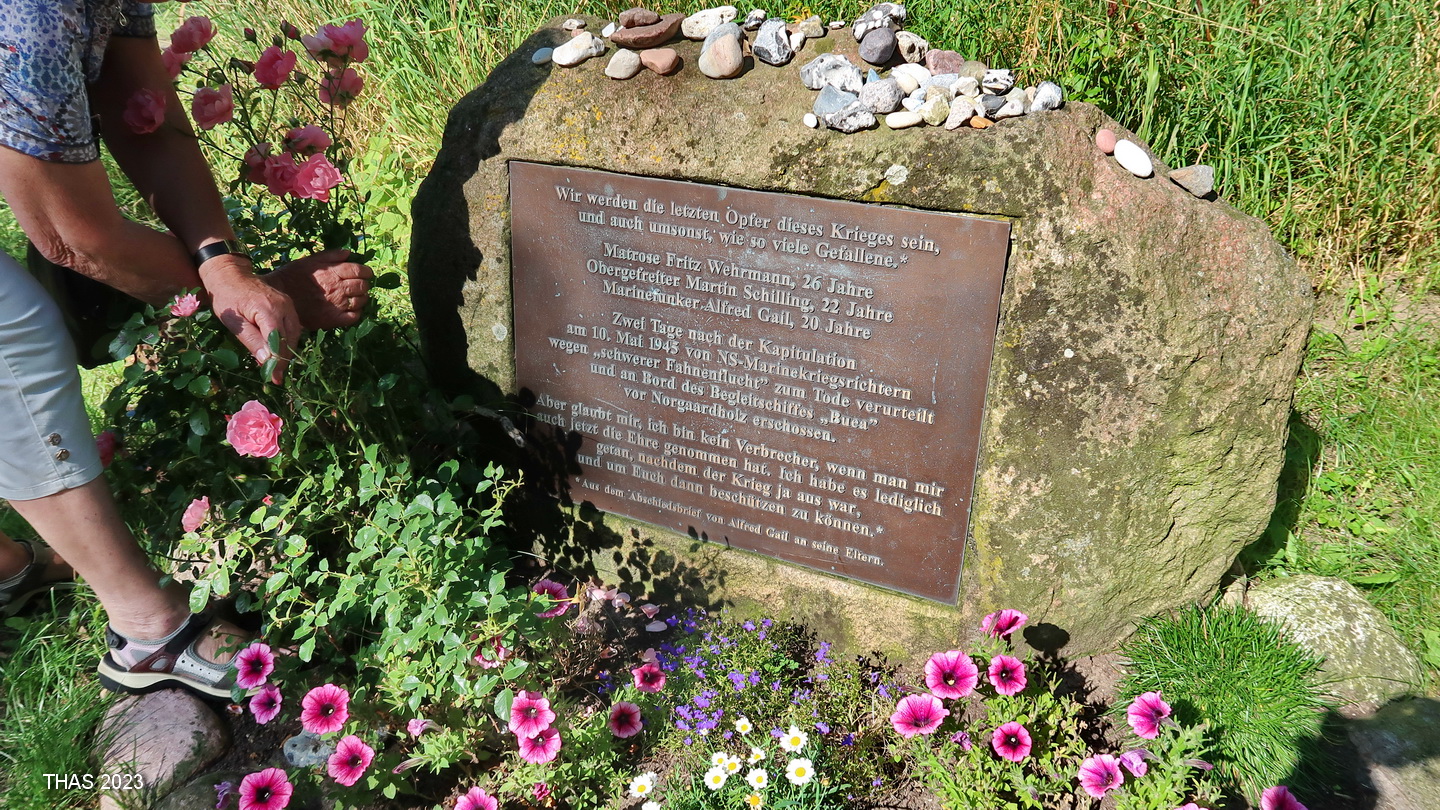 Wir werden die letzten Opfer dieses Krieges sein,
und auch umsonst, wie so viele Gefallene.*
Matrose Fritz Wehrmann, 26 Jahre
Obergefreiter Martin Schilling, 22 Jahre
Marinefunker Alfred Gail, 20 Jahre
Zwei Tage nach der Kapitulation
am 10. Mai 1945 von NS-Marinekriegsrichtern
wegen „schwerer Fahnenflucht” zum Tode verurteilt
und an Bord des Begleitschiffes „Buea”
vor Norgaardholz erschossen.
Aber glaubt mir, ich bin kein Verbrecher, wenn man mir
auch jetzt die Ehre genommen hat. Ich habe es lediglich
getan, nachdem der Krieg ja aus war,
und um Euch dann beschützen zu können.*
*Aus dem Abschiedsbrief von Alfred Gail an seine Eltern.
THAS 2023